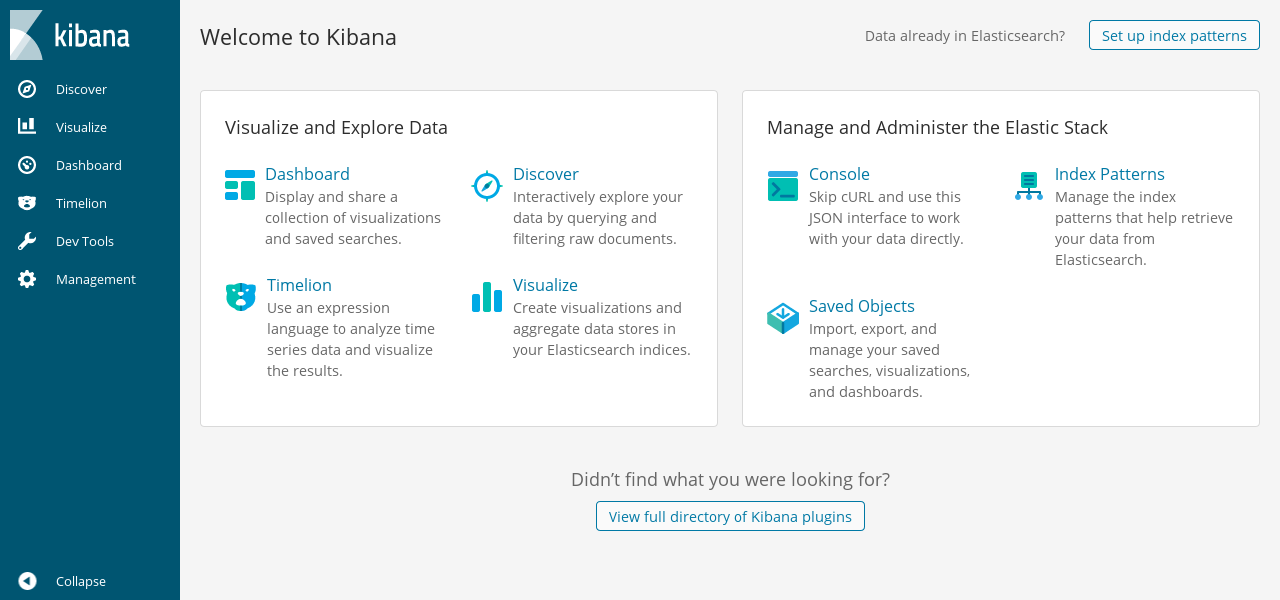 kibana
Discover
Visualize
Dashboard
Timelion
Dev Tools
Management
Collapse
Welcome to Kibana
Data already in Elasticsearch?
Set up index patterns
Visualize and Explore Data
Dashboard
Display and share a
collection of visualizations
and saved searches.
Discover
Interactively explore your
data by querying and
filtering raw documents.
Timelion
Use an expression
language to analyze time
series data and visualize
the results.
Visualize
Create visualizations and
aggregate data stores in
your Elasticsearch indices.
Manage and Administer the Elastic Stack
Console
Skip cURL and use this
JSON interface to work
with your data directly.
Index Patterns
Manage the index
patterns that help retrieve
your data from
Elasticsearch.
Saved Objects
Import, export, and
manage your saved
searches, visualizations,
and dashboards.
Didn’t find what you were looking for?
View full directory of Kibana plugins